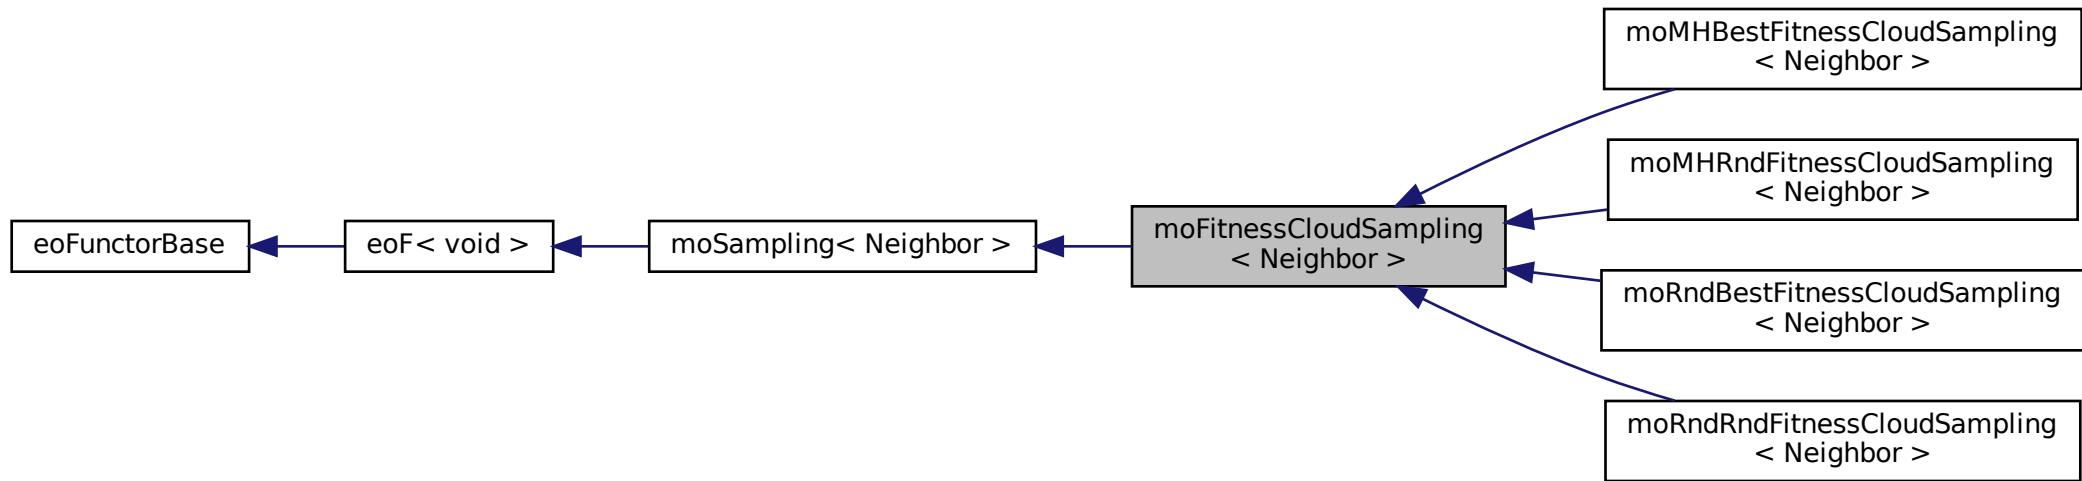 eoFunctorBase
eoF< void >
moSampling< Neighbor >
moFitnessCloudSampling
< Neighbor >
moMHBestFitnessCloudSampling
< Neighbor >
moMHRndFitnessCloudSampling
< Neighbor >
moRndBestFitnessCloudSampling
< Neighbor >
moRndRndFitnessCloudSampling
< Neighbor >